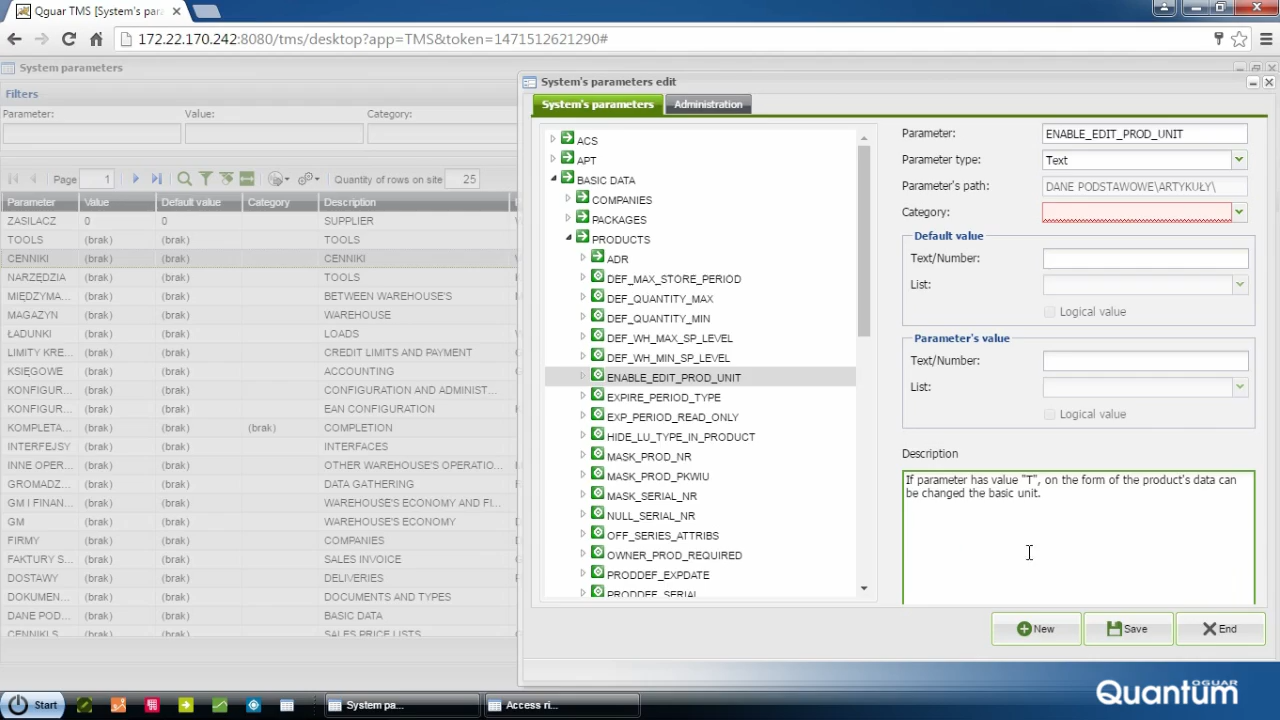 Qguar TMS [System's para
172.22.170.242:8080/tms/desktop?app=TMS&token=1471512621290#
System parameters
Filters
Parameter:
Value:
Category:
Page 1
Quantity of rows on site 25
Parameter Value Default value Category Description
ZASILACZ 0 0 SUPPLIER
TOOLS (brak) (brak) TOOLS
CENNIKI (brak) (brak) CENNIKI
NARZĘDZIA (brak) (brak) TOOLS
MIĘDZYMA... (brak) (brak) BETWEEN WAREHOUSE'S
MAGAZYN (brak) (brak) WAREHOUSE
ŁADUNKI (brak) (brak) LOADS
LIMITY KRE... (brak) (brak) CREDIT LIMITS AND PAYMENT
KSIĘGOWE (brak) (brak) ACCOUNTING
KONFIGUR... (brak) (brak) CONFIGURATION AND ADMINIST...
KONFIGUR... (brak) (brak) EAN CONFIGURATION
KOMPLETA... (brak) (brak) (brak) COMPLETION
INTERFEJSY (brak) (brak) INTERFACES
INNE OPER... (brak) (brak) OTHER WAREHOUSE'S OPERATIO...
GROMADZ... (brak) (brak) DATA GATHERING
GM I FINAN... (brak) (brak) WAREHOUSE'S ECONOMY AND FI...
GM (brak) (brak) WAREHOUSE'S ECONOMY
FIRMY (brak) (brak) COMPANIES
FAKTURY S... (brak) (brak) SALES INVOICE
DOSTAWY (brak) (brak) DELIVERIES
DOKUMEN... (brak) (brak) DOCUMENTS AND TYPES
DANE POD... (brak) (brak) BASIC DATA
CENNIKI S... (brak) (brak) SALES PRICE LISTS
System's parameters edit
System's parameters
Administration
ACS
APT
BASIC DATA
COMPANIES
PACKAGES
PRODUCTS
ADR
DEF_MAX_STORE_PERIOD
DEF_QUANTITY_MAX
DEF_QUANTITY_MIN
DEF_WH_MAX_SP_LEVEL
DEF_WH_MIN_SP_LEVEL
ENABLE_EDIT_PROD_UNIT
EXPIRE_PERIOD_TYPE
EXP_PERIOD_READ_ONLY
HIDE_LU_TYPE_IN_PRODUCT
MASK_PROD_NR
MASK_PROD_PKWIU
MASK_SERIAL_NR
NULL_SERIAL_NR
OFF_SERIES_ATTRIBS
OWNER_PROD_REQUIRED
PRODDEF_EXPDATE
PRODDEF_SERIAL
Parameter: ENABLE_EDIT_PROD_UNIT
Parameter type: Text
Parameter's path: DANE PODSTAWOWE\ARTYKUŁY\
Category:
Default value
Text/Number:
List:
Logical value
Parameter's value
Text/Number:
List:
Logical value
Description
If parameter has value "T", on the form of the product's data can
be changed the basic unit.
New
Save
End
Start
System pa...
Access ri...
QGUAR
Quantum